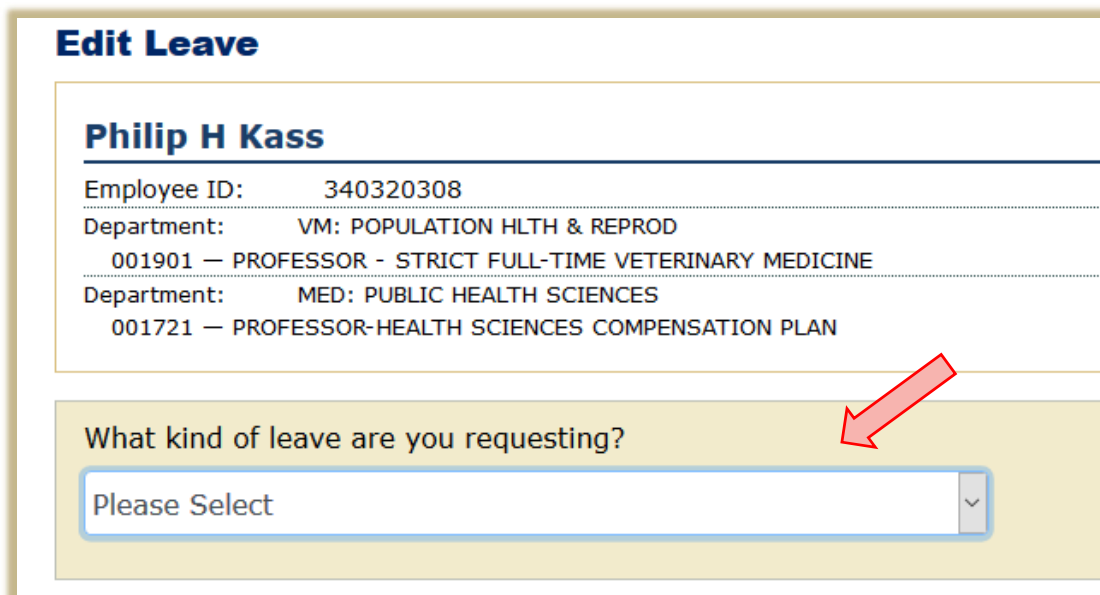 Edit Leave
Philip H Kass
Employee ID: 340320308
Department: VM: POPULATION HLTH & REPROD
001901 — PROFESSOR - STRICT FULL-TIME VETERINARY MEDICINE
Department: MED: PUBLIC HEALTH SCIENCES
001721 — PROFESSOR-HEALTH SCIENCES COMPENSATION PLAN
What kind of leave are you requesting?
Please Select